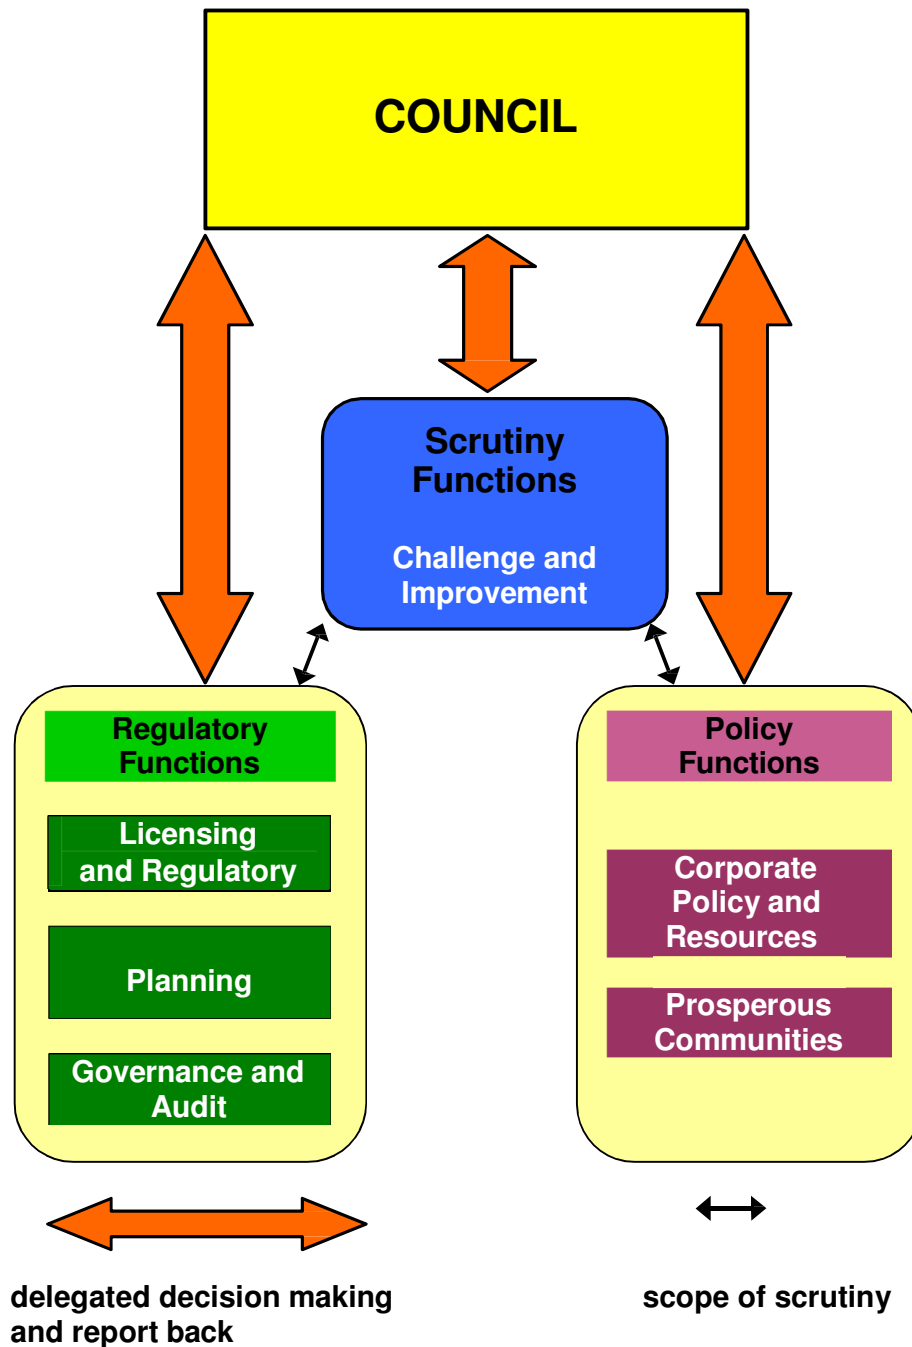 COUNCIL
Scrutiny
Functions
Challenge and
Improvement
Regulatory
Functions
Licensing
and Regulatory
Planning
Governance and
Audit
Policy
Functions
Corporate
Policy and
Resources
Prosperous
Communities
delegated decision making
and report back
scope of scrutiny